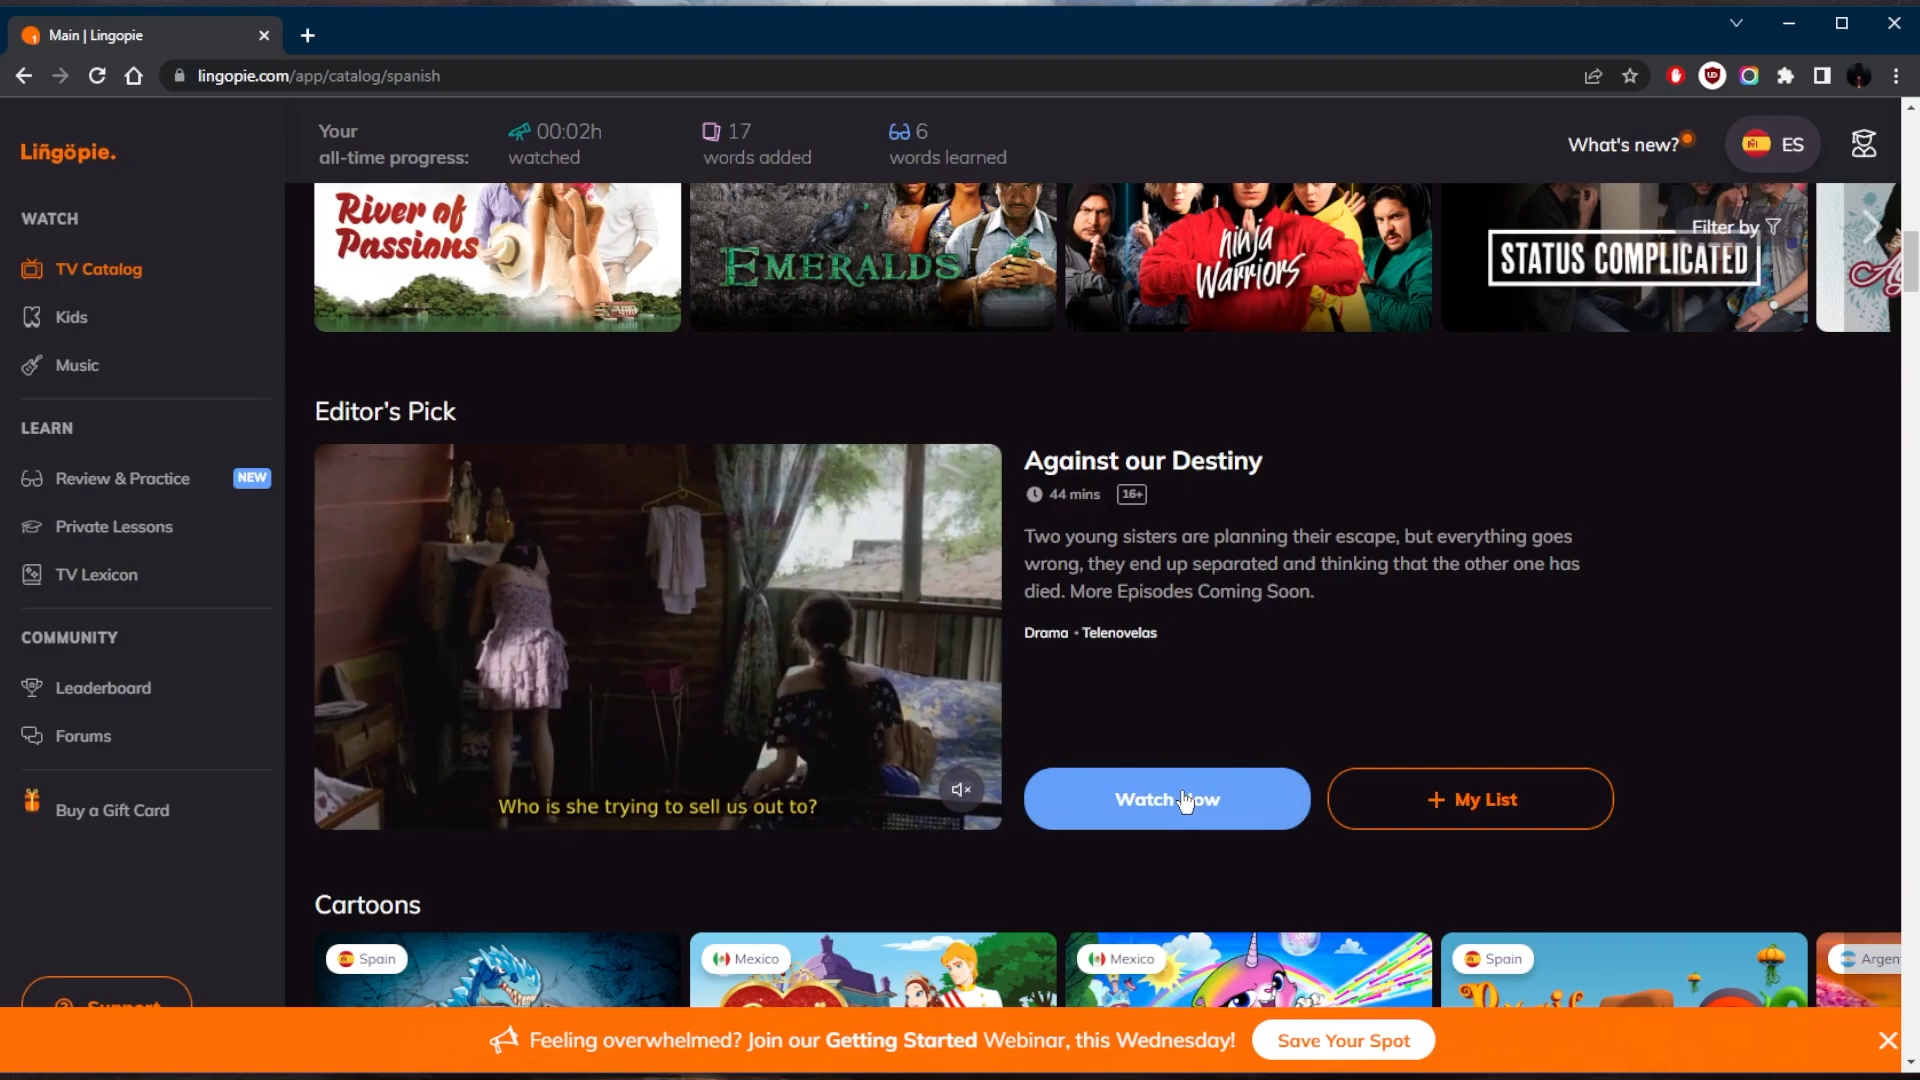 Main | Lingopie
lingopie.com/app/catalog/spanish
Liñgöpie.
WATCH
TV Catalog
Kids
Music
LEARN
Review & Practice NEW
Private Lessons
TV Lexicon
COMMUNITY
Leaderboard
Forums
Buy a Gift Card
Support
Your
all-time progress:
00:02h
watched
17
words added
6
words learned
What's new?
ES
River of
Passions
EMERALDS
ninja
Warriors
Filter by
STATUS COMPLICATED
Editor's Pick
Who is she trying to sell us out to?
Against our Destiny
44 mins 16+
Two young sisters are planning their escape, but everything goes
wrong, they end up separated and thinking that the other one has
died. More Episodes Coming Soon.
Drama • Telenovelas
Watch Now
+ My List
Cartoons
Spain
Mexico
Mexico
Spain
Argen
Feeling overwhelmed? Join our Getting Started Webinar, this Wednesday!
Save Your Spot